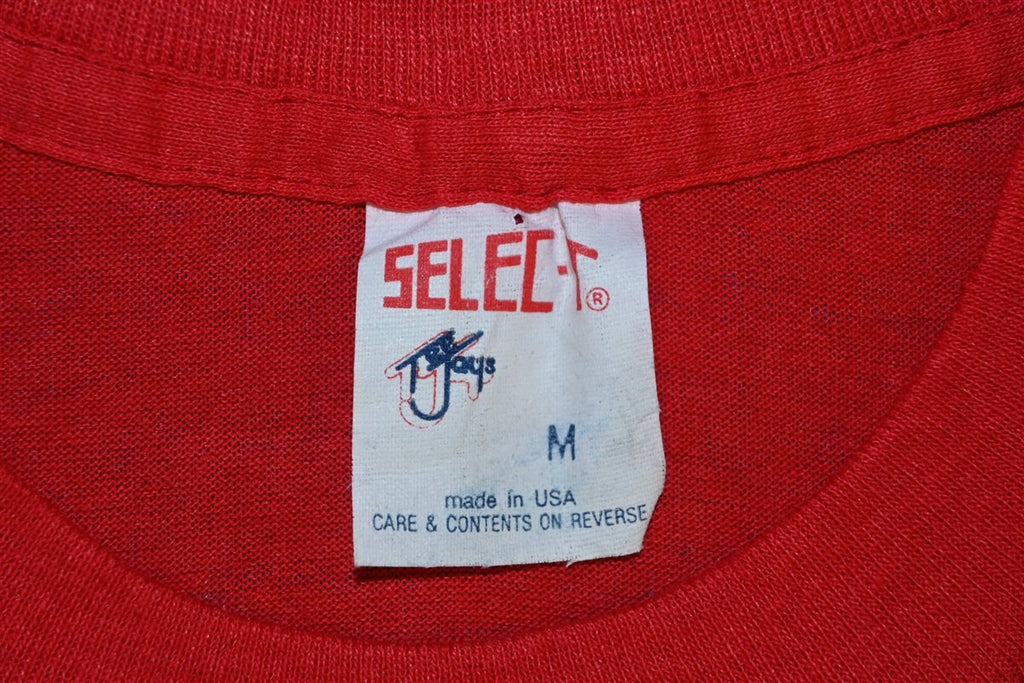 SELEC-T®
Tee Jays
M
made in USA
CARE & CONTENTS ON REVERSE